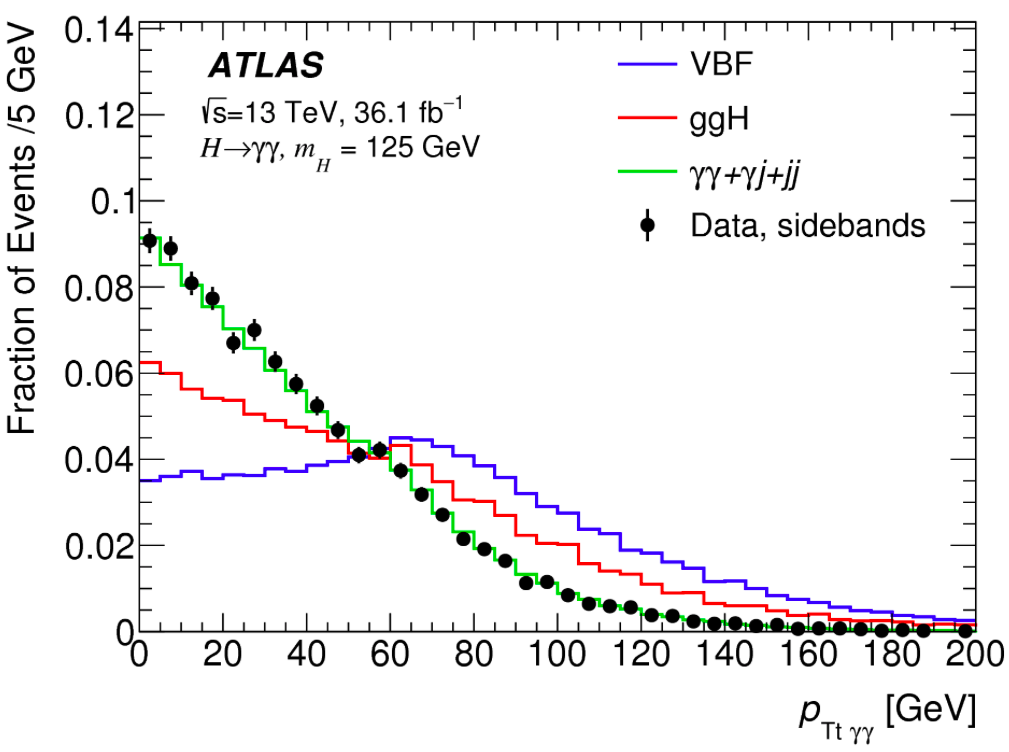 Fraction of Events /5 GeV
0.14
0.12
0.1
0.08
0.06
0.04
0.02
0
ATLAS
√s=13 TeV, 36.1 fb⁻¹
H→γγ, m_H = 125 GeV
VBF
ggH
γγ+γj+jj
Data, sidebands
0 20 40 60 80 100 120 140 160 180 200
p_Tt γγ [GeV]